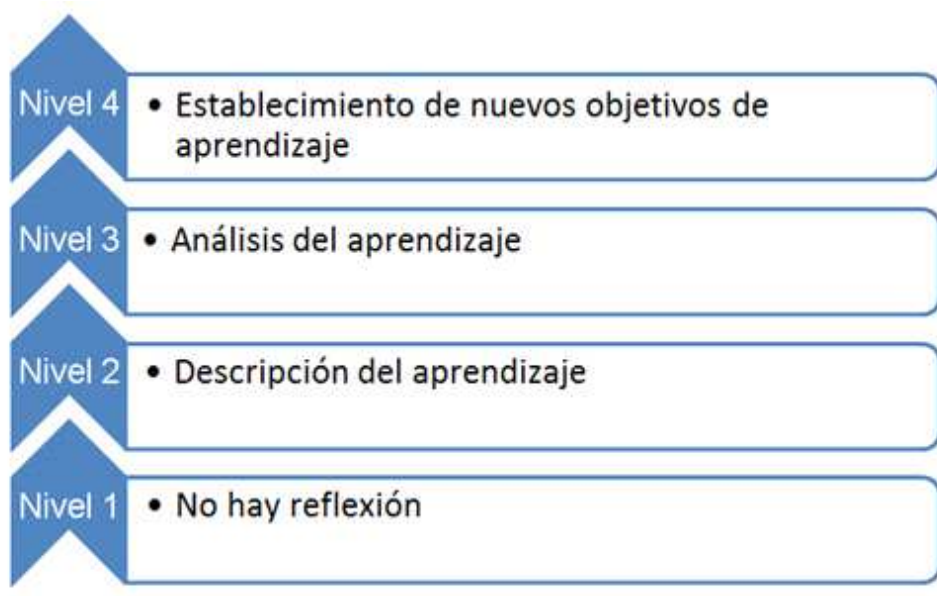 Nivel 4
• Establecimiento de nuevos objetivos de
aprendizaje
Nivel 3
• Análisis del aprendizaje
Nivel 2
• Descripción del aprendizaje
Nivel 1
• No hay reflexión